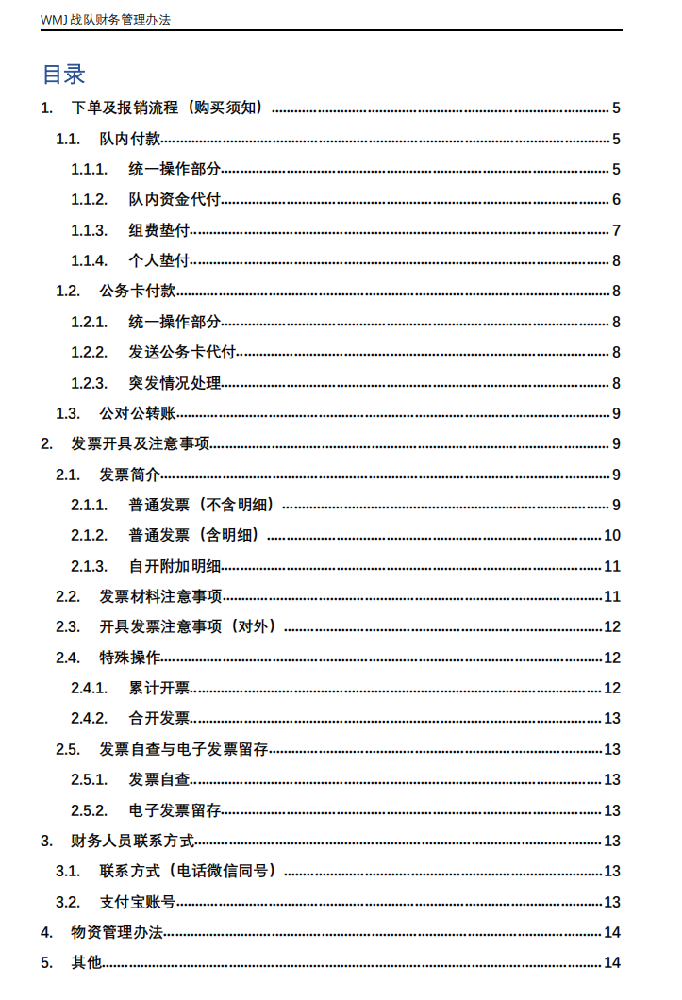 WMJ 战队财务管理办法
目录
1. 下单及报销流程（购买须知） 5
1.1. 队内付款 5
1.1.1. 统一操作部分 5
1.1.2. 队内资金代付 6
1.1.3. 组费垫付 7
1.1.4. 个人垫付 8
1.2. 公务卡付款 8
1.2.1. 统一操作部分 8
1.2.2. 发送公务卡代付 8
1.2.3. 突发情况处理 8
1.3. 公对公转账 9
2. 发票开具及注意事项 9
2.1. 发票简介 9
2.1.1. 普通发票（不含明细） 9
2.1.2. 普通发票（含明细） 10
2.1.3. 自开附加明细 11
2.2. 发票材料注意事项 11
2.3. 开具发票注意事项（对外） 12
2.4. 特殊操作 12
2.4.1. 累计开票 12
2.4.2. 合开发票 13
2.5. 发票自查与电子发票留存 13
2.5.1. 发票自查 13
2.5.2. 电子发票留存 13
3. 财务人员联系方式 13
3.1. 联系方式（电话微信同号） 13
3.2. 支付宝账号 13
4. 物资管理办法 14
5. 其他 14